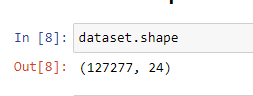 In [8]: dataset.shape
Out[8]: (127277, 24)